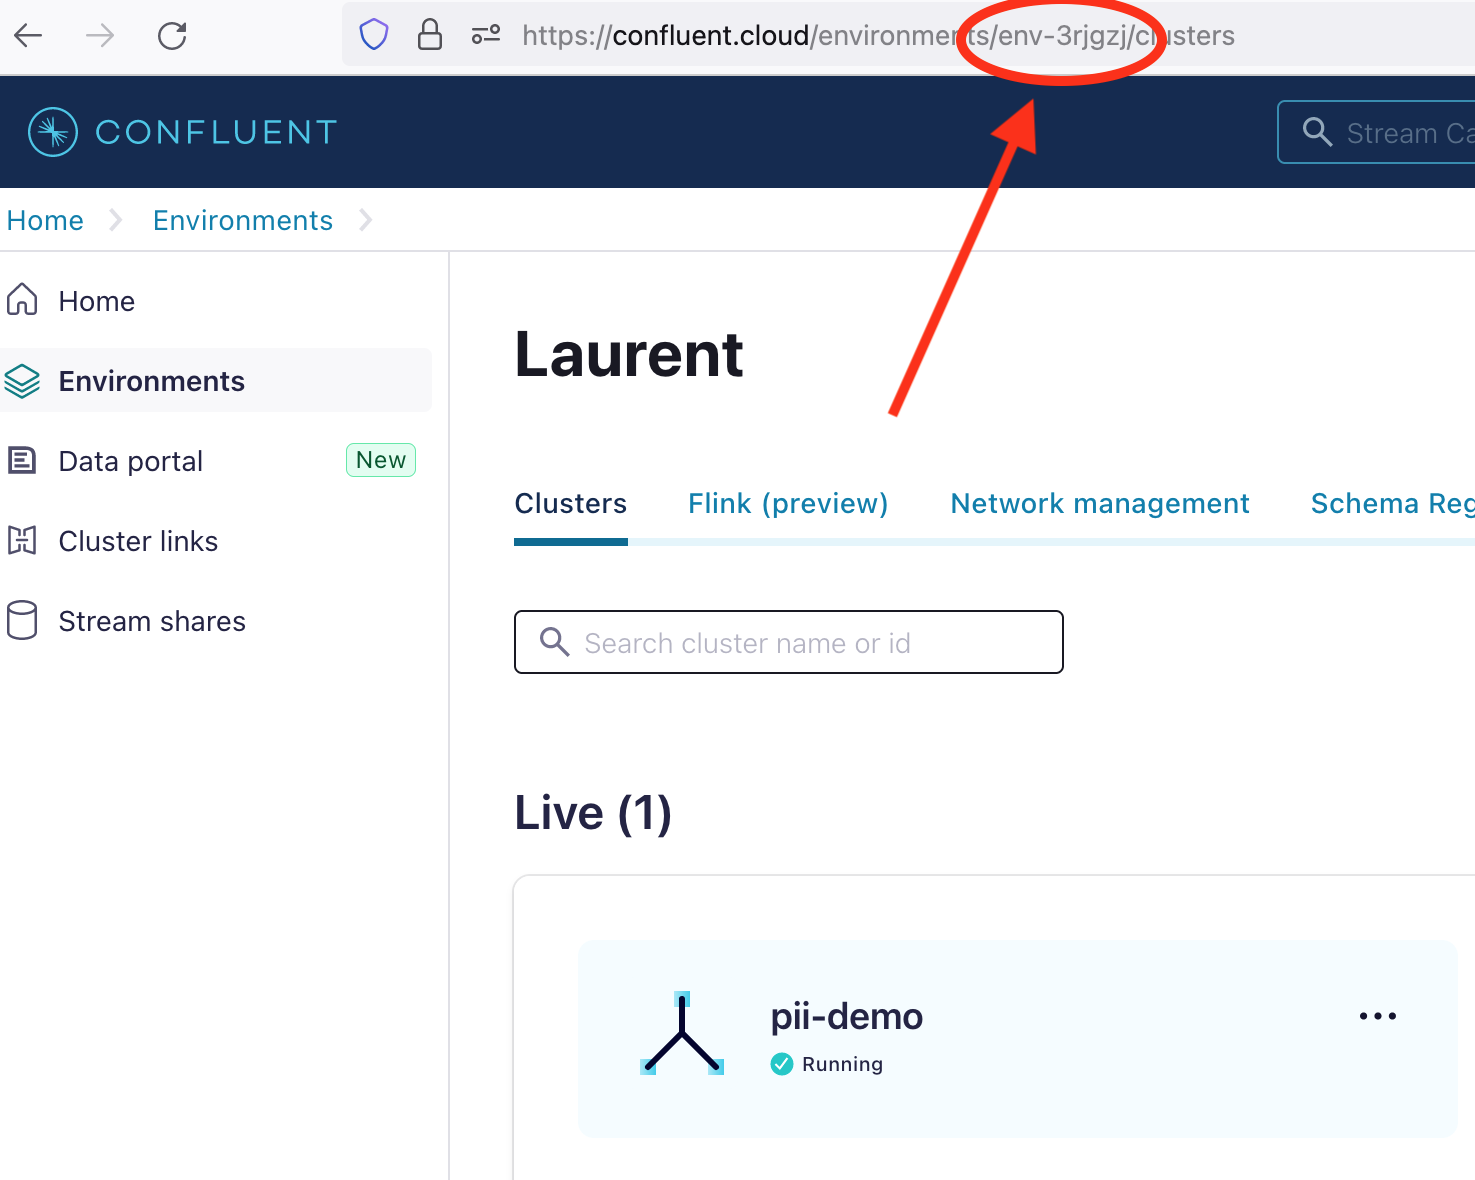 https://confluent.cloud/environments/env-3rjgzj/clusters
CONFLUENT
Stream Ca
Home
Environments
Home
Environments
Data portal
New
Cluster links
Stream shares
Laurent
Clusters
Flink (preview)
Network management
Schema Reg
Search cluster name or id
Live (1)
pii-demo
Running